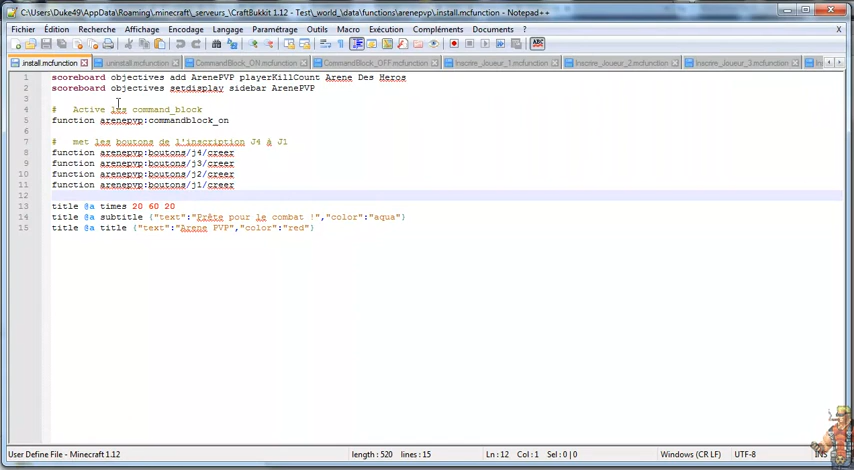 C:\Users\Duke49\AppData\Roaming\.minecraft\_serveurs_\CraftBukkit 1.12 - Test\_world_\data\functions\arenepvp\install.mcfunction - Notepad++
Fichier Édition Recherche Affichage Encodage Langage Paramétrage Outils Macro Exécution Compléments Documents ?
install.mcfunction uninstall.mcfunction CommandBlock_ON.mcfunction CommandBlock_OFF.mcfunction Inscrire_Joueur_1.mcfunction Inscrire_Joueur_2.mcfunction Inscrire_Joueur_3.mcfunction
1 scoreboard objectives add ArenePVP playerKillCount Arene Des Heros
2 scoreboard objectives setdisplay sidebar ArenePVP
3
4 # Active les command_block
5 function arenepvp:commandblock_on
6
7 # met les boutons de l'inscription J4 à J1
8 function arenepvp:boutons/j4/creer
9 function arenepvp:boutons/j3/creer
10 function arenepvp:boutons/j2/creer
11 function arenepvp:boutons/j1/creer
12
13 title @a times 20 60 20
14 title @a subtitle {"text":"Prête pour le combat !","color":"aqua"}
15 title @a title {"text":"Arene PVP","color":"red"}
User Define File - Minecraft 1.12 length : 520 lines : 15 Ln : 12 Col : 1 Sel : 0 | 0 Windows (CR LF) UTF-8 INS